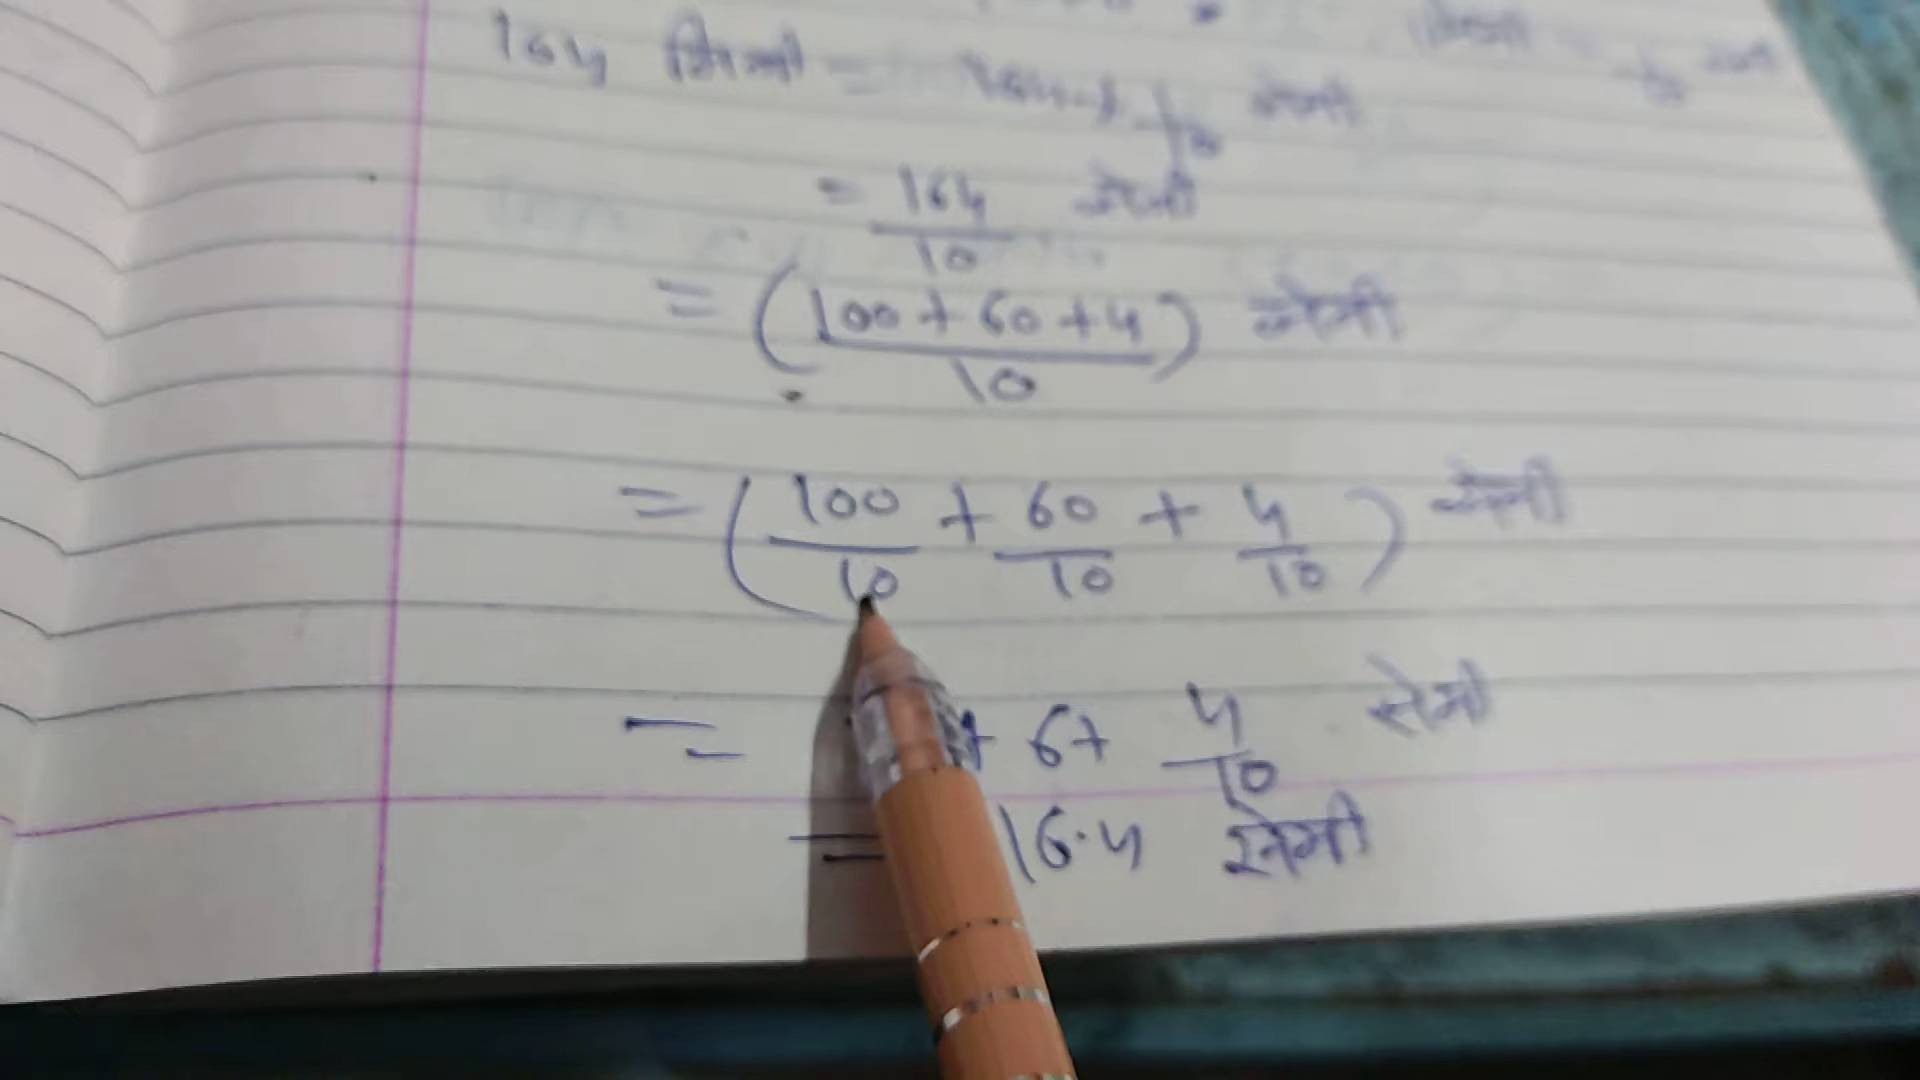 164 मिमी = 164 × 1/10 सेमी
= 164/10 सेमी
= (100 + 60 + 4 / 10) सेमी
= (100/10 + 60/10 + 4/10) सेमी
= + 6 + 4/10 सेमी
= 16.4 सेमी